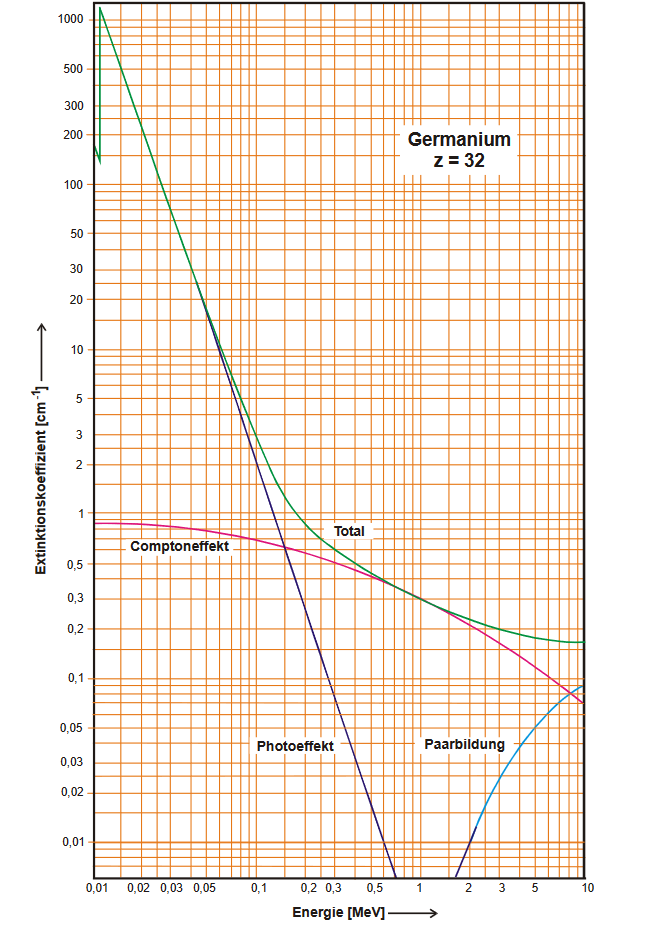 1000
500
300
200
100
50
30
20
10
5
3
2
1
0,5
0,3
0,2
0,1
0,05
0,03
0,02
0,01
Extinktionskoeffizient [cm -1]
Germanium
z = 32
Total
Comptoneffekt
Photoeffekt
Paarbildung
0,01 0,02 0,03 0,05 0,1 0,2 0,3 0,5 1 2 3 5 10
Energie [MeV]